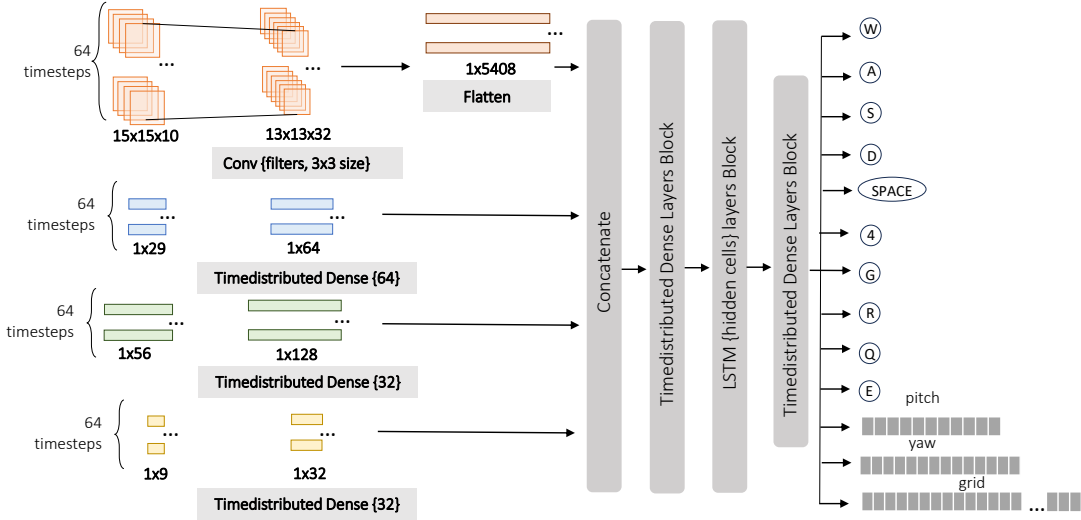 64
timesteps
...
...
15x15x10
13x13x32
Conv {filters, 3x3 size}
...
1x5408
Flatten
64
timesteps
...
...
1x29
1x64
Timedistributed Dense {64}
64
timesteps
...
...
1x56
1x128
Timedistributed Dense {32}
64
timesteps
...
...
1x9
1x32
Timedistributed Dense {32}
Concatenate
Timedistributed Dense Layers Block
LSTM {hidden cells} layers Block
Timedistributed Dense Layers Block
W
A
S
D
SPACE
4
G
R
Q
E
pitch
yaw
grid
...